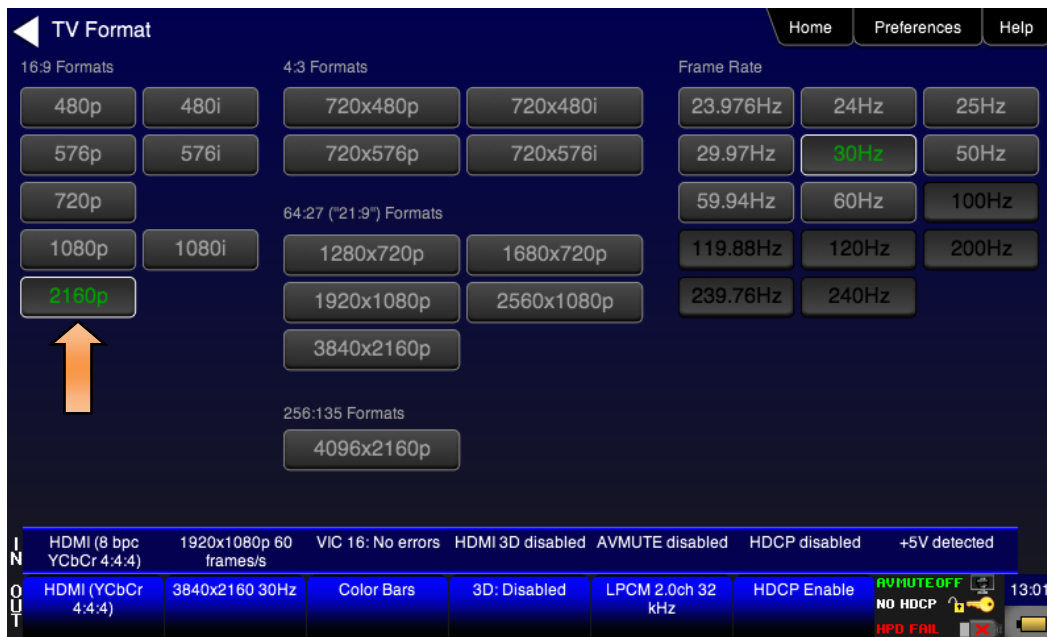 TV Format
Home
Preferences
Help
16:9 Formats
4:3 Formats
Frame Rate
480p
480i
720x480p
720x480i
23.976Hz
24Hz
25Hz
576p
576i
720x576p
720x576i
29.97Hz
30Hz
50Hz
720p
64:27 ("21:9") Formats
59.94Hz
60Hz
100Hz
1080p
1080i
1280x720p
1680x720p
119.88Hz
120Hz
200Hz
2160p
1920x1080p
2560x1080p
239.76Hz
240Hz
3840x2160p
256:135 Formats
4096x2160p
IN
HDMI (8 bpc
YCbCr 4:4:4)
1920x1080p 60
frames/s
VIC 16: No errors
HDMI 3D disabled
AVMUTE disabled
HDCP disabled
+5V detected
OUT
HDMI (YCbCr
4:4:4)
3840x2160 30Hz
Color Bars
3D: Disabled
LPCM 2.0ch 32
kHz
HDCP Enable
AVMUTE OFF
NO HDCP
HPD FAIL
13:01